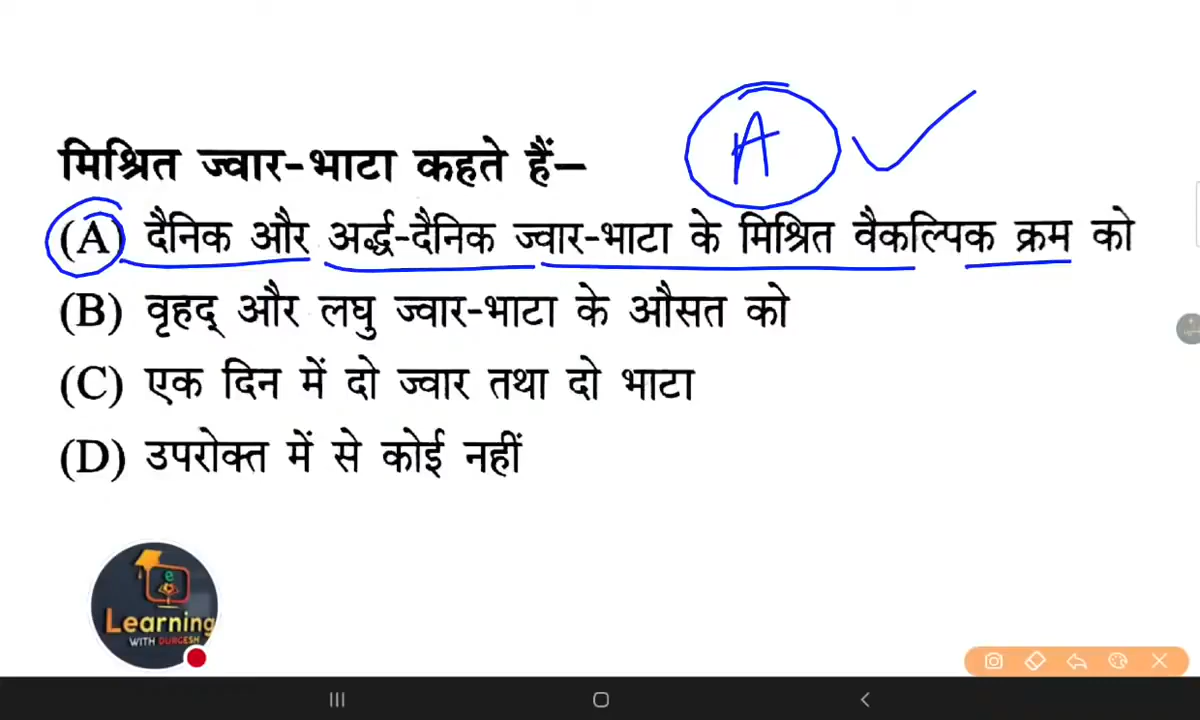 A
मिश्रित ज्वार-भाटा कहते हैं–
(A) दैनिक और अर्द्ध-दैनिक ज्वार-भाटा के मिश्रित वैकल्पिक क्रम को
(B) वृहद् और लघु ज्वार-भाटा के औसत को
(C) एक दिन में दो ज्वार तथा दो भाटा
(D) उपरोक्त में से कोई नहीं
e
Learning
WITH DURGESH